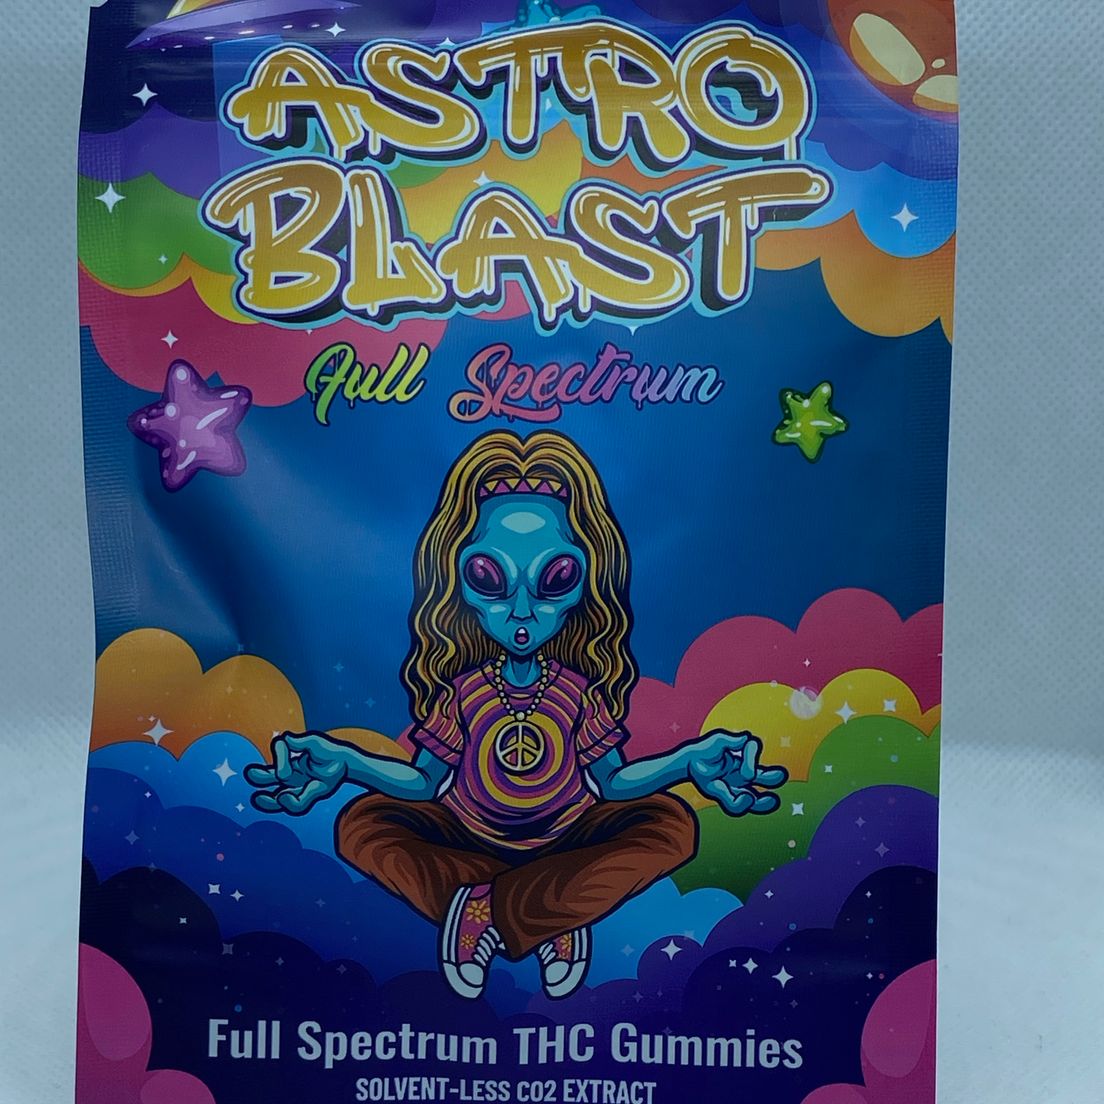 ASTRO
BLAST
Full Spectrum
Full Spectrum THC Gummies
SOLVENT-LESS CO2 EXTRACT